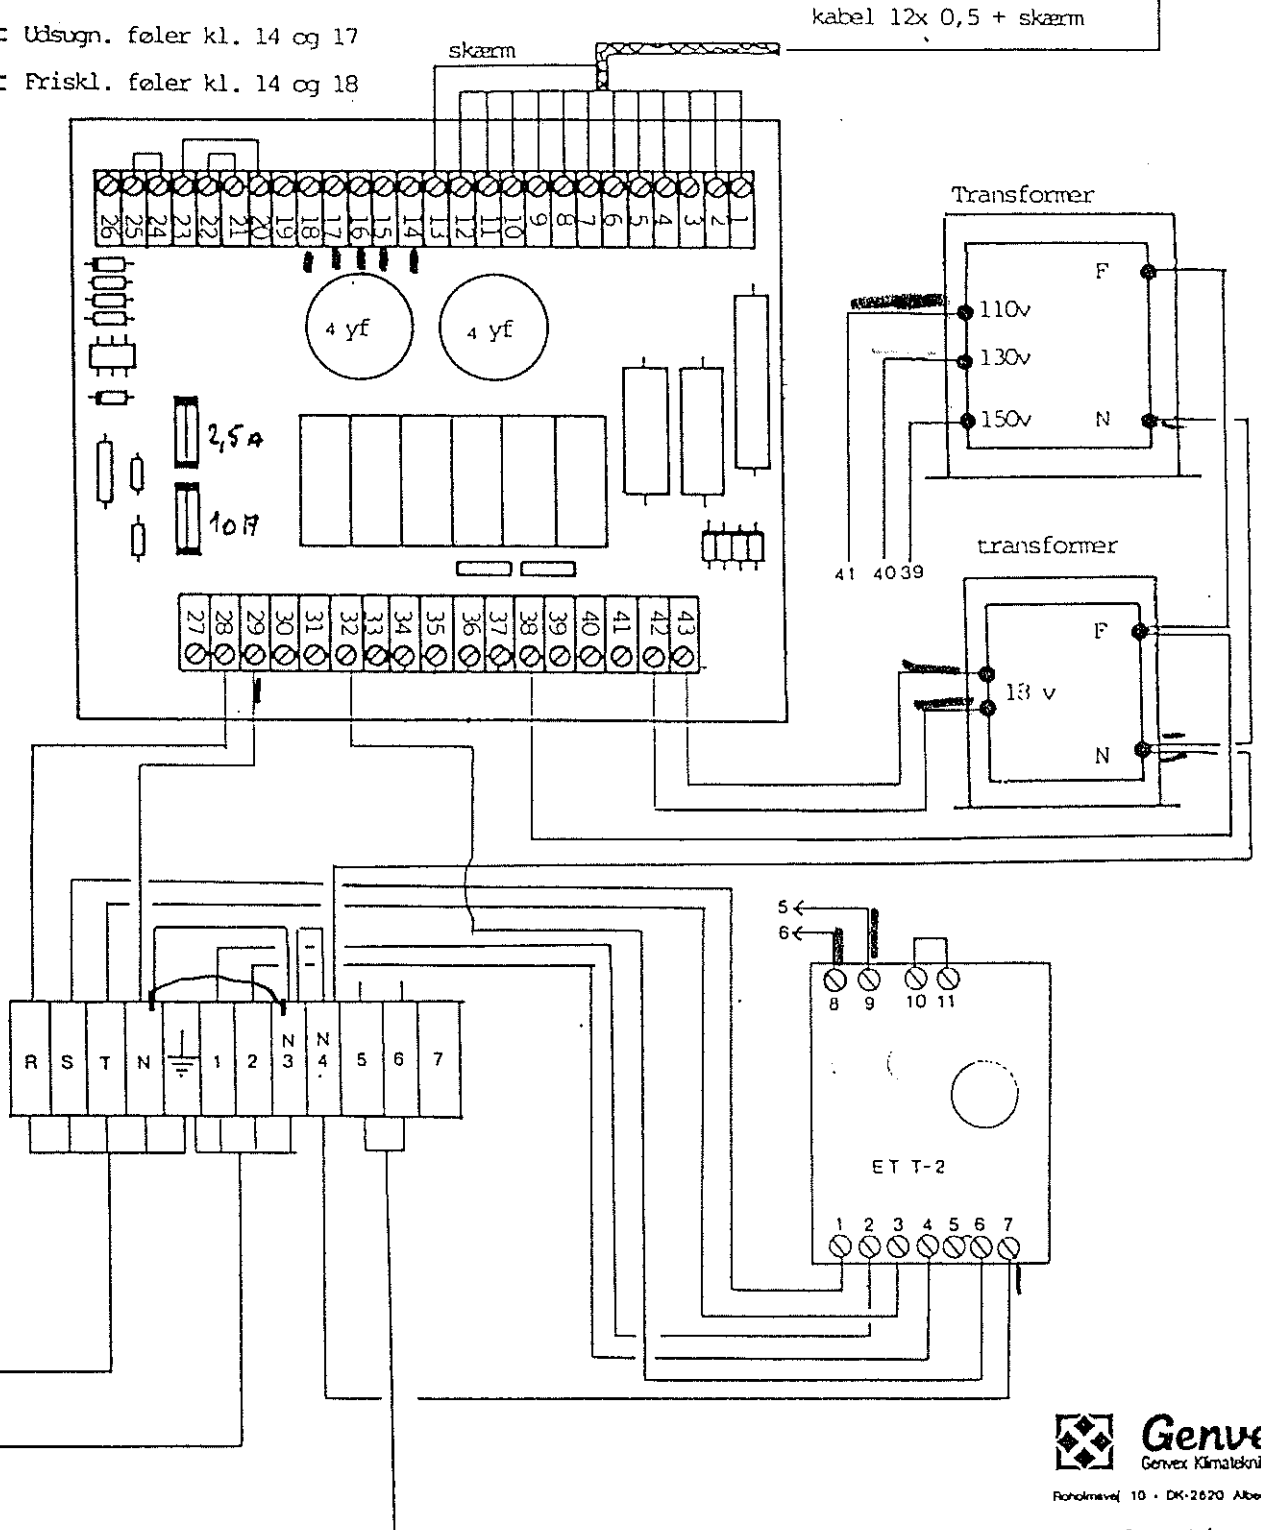 kabel 12x 0,5 + skærm
: Udsugn. føler kl. 14 og 17
skærm
: Friskl. føler kl. 14 og 18
26 25 24 23 22 21 20 19 18 17 16 15 14 13 12 11 10 9 8 7 6 5 4 3 2 1
Transformer
F
110v
130v
150v
N
4 yf
4 yf
2,5 A
10 A
41 40 39
transformer
F
18 v
N
27 28 29 30 31 32 33 34 35 36 37 38 39 40 41 42 43
5
6
8 9 10 11
R S T N 1 2 N 3 N 4 5 6 7
ET T-2
1 2 3 4 5 6 7
Genve
Genvex Klimatekni
10 - DK-2620 Albe